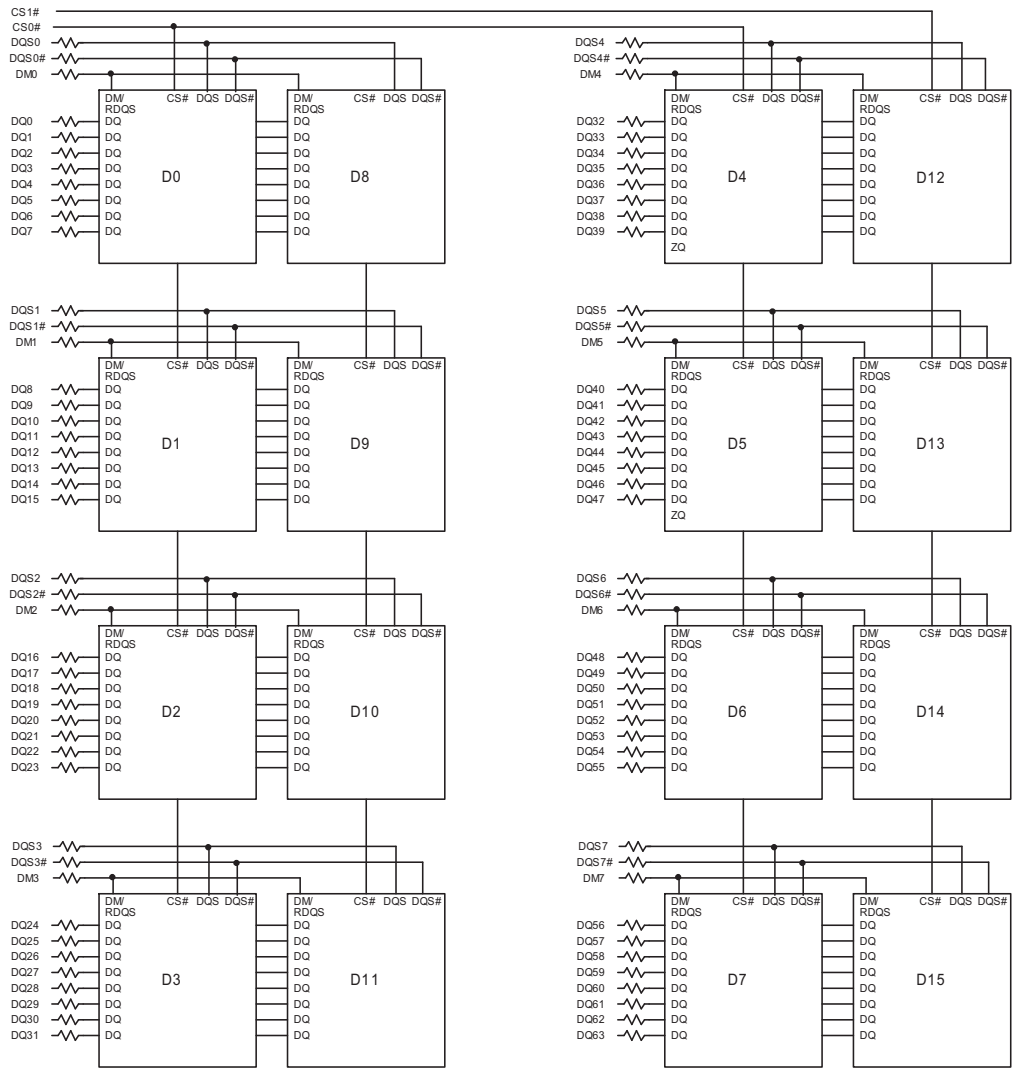 CS1#
CS0#
DQS0
DQS0#
DM0
DM/ CS# DQS DQS#
RDQS
DQ0 DQ
DQ1 DQ
DQ2 DQ
DQ3 DQ
DQ4 DQ
DQ5 DQ
DQ6 DQ
DQ7 DQ
D0
DM/ CS# DQS DQS#
RDQS
DQ
DQ
DQ
DQ
DQ
DQ
DQ
DQ
D8
DQS4
DQS4#
DM4
DM/ CS# DQS DQS#
RDQS
DQ32 DQ
DQ33 DQ
DQ34 DQ
DQ35 DQ
DQ36 DQ
DQ37 DQ
DQ38 DQ
DQ39 DQ
ZQ
D4
DM/ CS# DQS DQS#
RDQS
DQ
DQ
DQ
DQ
DQ
DQ
DQ
DQ
D12
DQS1
DQS1#
DM1
DM/ CS# DQS DQS#
RDQS
DQ8 DQ
DQ9 DQ
DQ10 DQ
DQ11 DQ
DQ12 DQ
DQ13 DQ
DQ14 DQ
DQ15 DQ
D1
DM/ CS# DQS DQS#
RDQS
DQ
DQ
DQ
DQ
DQ
DQ
DQ
DQ
D9
DQS5
DQS5#
DM5
DM/ CS# DQS DQS#
RDQS
DQ40 DQ
DQ41 DQ
DQ42 DQ
DQ43 DQ
DQ44 DQ
DQ45 DQ
DQ46 DQ
DQ47 DQ
ZQ
D5
DM/ CS# DQS DQS#
RDQS
DQ
DQ
DQ
DQ
DQ
DQ
DQ
DQ
D13
DQS2
DQS2#
DM2
DM/ CS# DQS DQS#
RDQS
DQ16 DQ
DQ17 DQ
DQ18 DQ
DQ19 DQ
DQ20 DQ
DQ21 DQ
DQ22 DQ
DQ23 DQ
D2
DM/ CS# DQS DQS#
RDQS
DQ
DQ
DQ
DQ
DQ
DQ
DQ
DQ
D10
DQS6
DQS6#
DM6
DM/ CS# DQS DQS#
RDQS
DQ48 DQ
DQ49 DQ
DQ50 DQ
DQ51 DQ
DQ52 DQ
DQ53 DQ
DQ54 DQ
DQ55 DQ
D6
DM/ CS# DQS DQS#
RDQS
DQ
DQ
DQ
DQ
DQ
DQ
DQ
DQ
D14
DQS3
DQS3#
DM3
DM/ CS# DQS DQS#
RDQS
DQ24 DQ
DQ25 DQ
DQ26 DQ
DQ27 DQ
DQ28 DQ
DQ29 DQ
DQ30 DQ
DQ31 DQ
D3
DM/ CS# DQS DQS#
RDQS
DQ
DQ
DQ
DQ
DQ
DQ
DQ
DQ
D11
DQS7
DQS7#
DM7
DM/ CS# DQS DQS#
RDQS
DQ56 DQ
DQ57 DQ
DQ58 DQ
DQ59 DQ
DQ60 DQ
DQ61 DQ
DQ62 DQ
DQ63 DQ
D7
DM/ CS# DQS DQS#
RDQS
DQ
DQ
DQ
DQ
DQ
DQ
DQ
DQ
D15